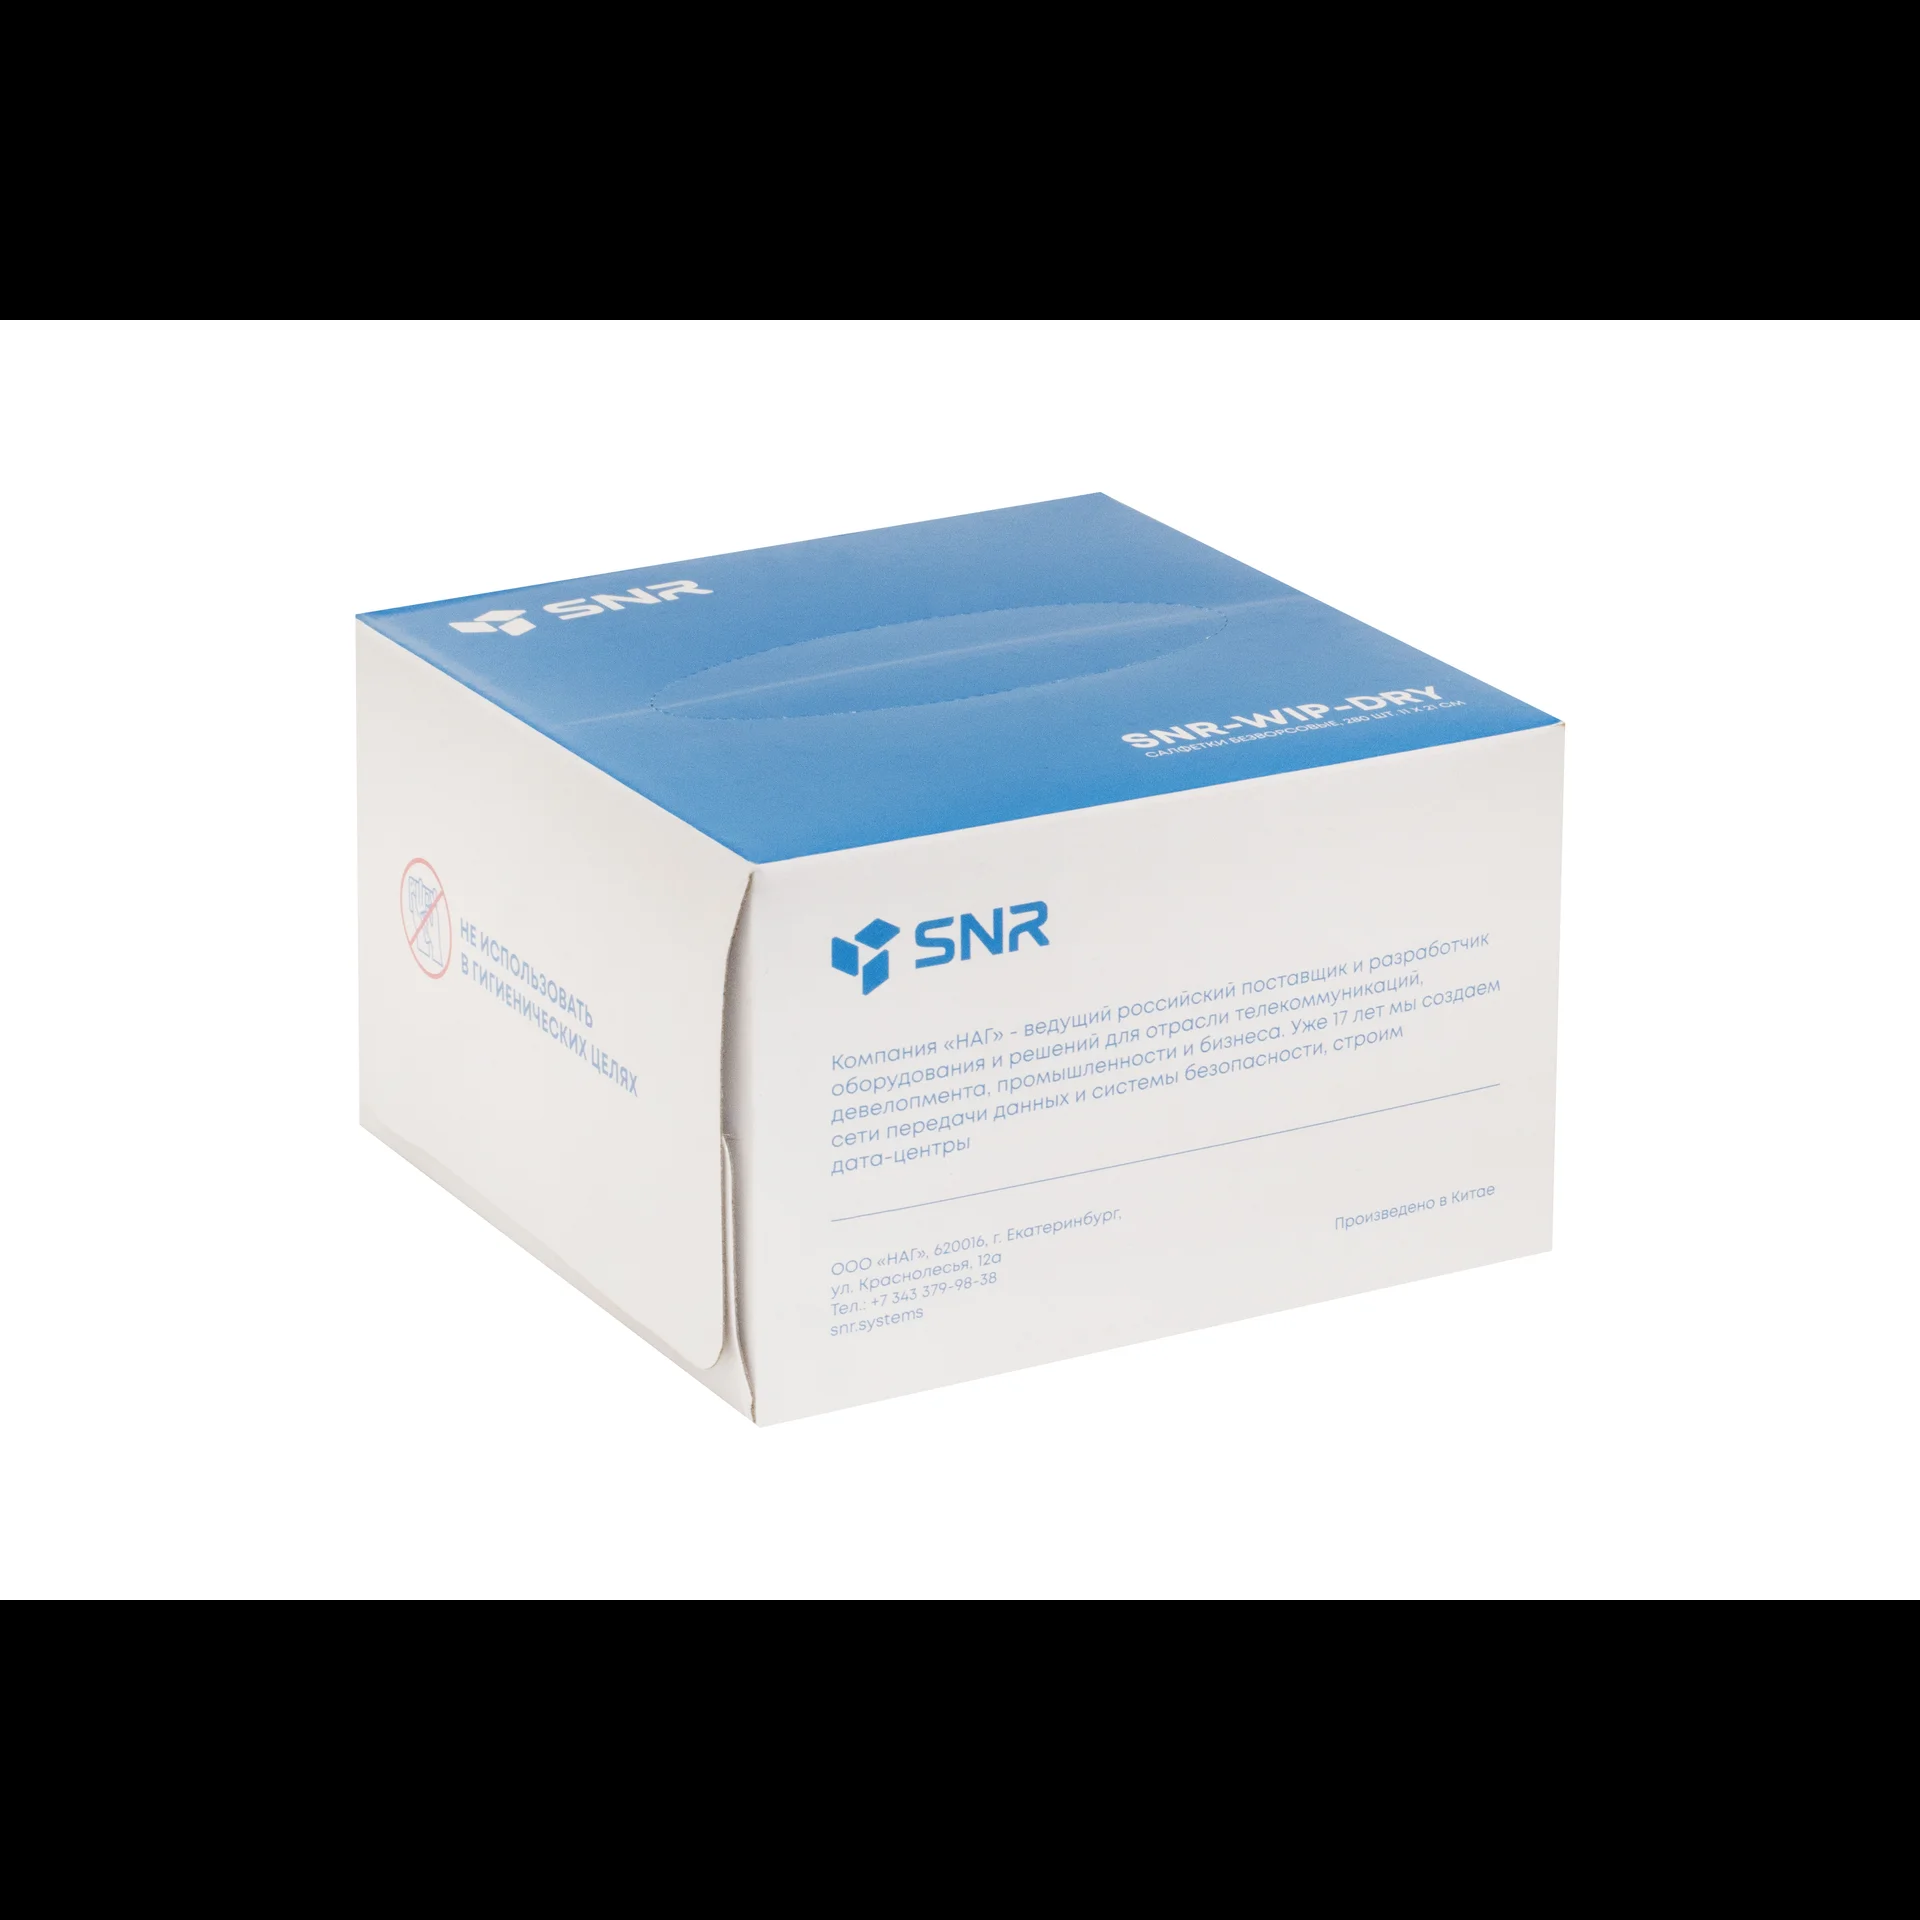 SNR
SNR-WIP-DRY
САЛФЕТКИ БЕЗВОРСОВЫЕ, 280 ШТ, 11 Х 21 СМ
НЕ ИСПОЛЬЗОВАТЬ
В ГИГИЕНИЧЕСКИХ ЦЕЛЯХ
SNR
Компания «НАГ» - ведущий российский поставщик и разработчик
оборудования и решений для отрасли телекоммуникаций,
девелопмента, промышленности и бизнеса. Уже 17 лет мы создаем
сети передачи данных и системы безопасности, строим
дата-центры
ООО «НАГ», 620016, г. Екатеринбург,
ул. Краснолесья, 12а
Тел.: +7 343 379-98-38
snr.systems
Произведено в Китае